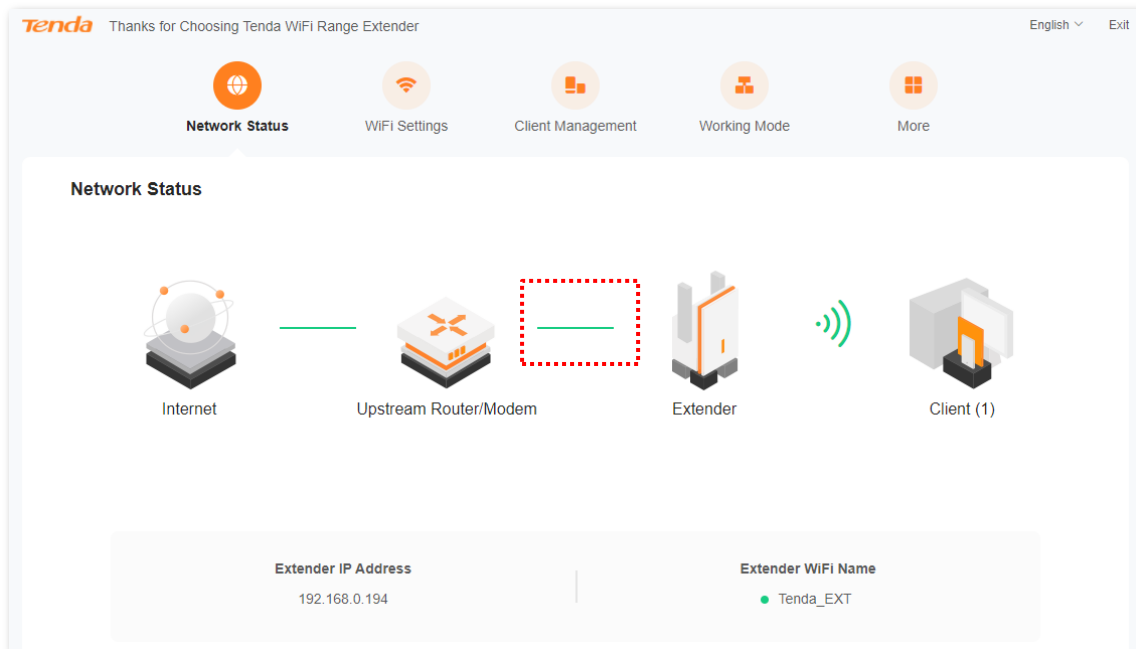 Tenda Thanks for Choosing Tenda WiFi Range Extender English Exit
Network Status WiFi Settings Client Management Working Mode More
Network Status
Internet Upstream Router/Modem Extender Client (1)
Extender IP Address Extender WiFi Name
192.168.0.194 Tenda_EXT